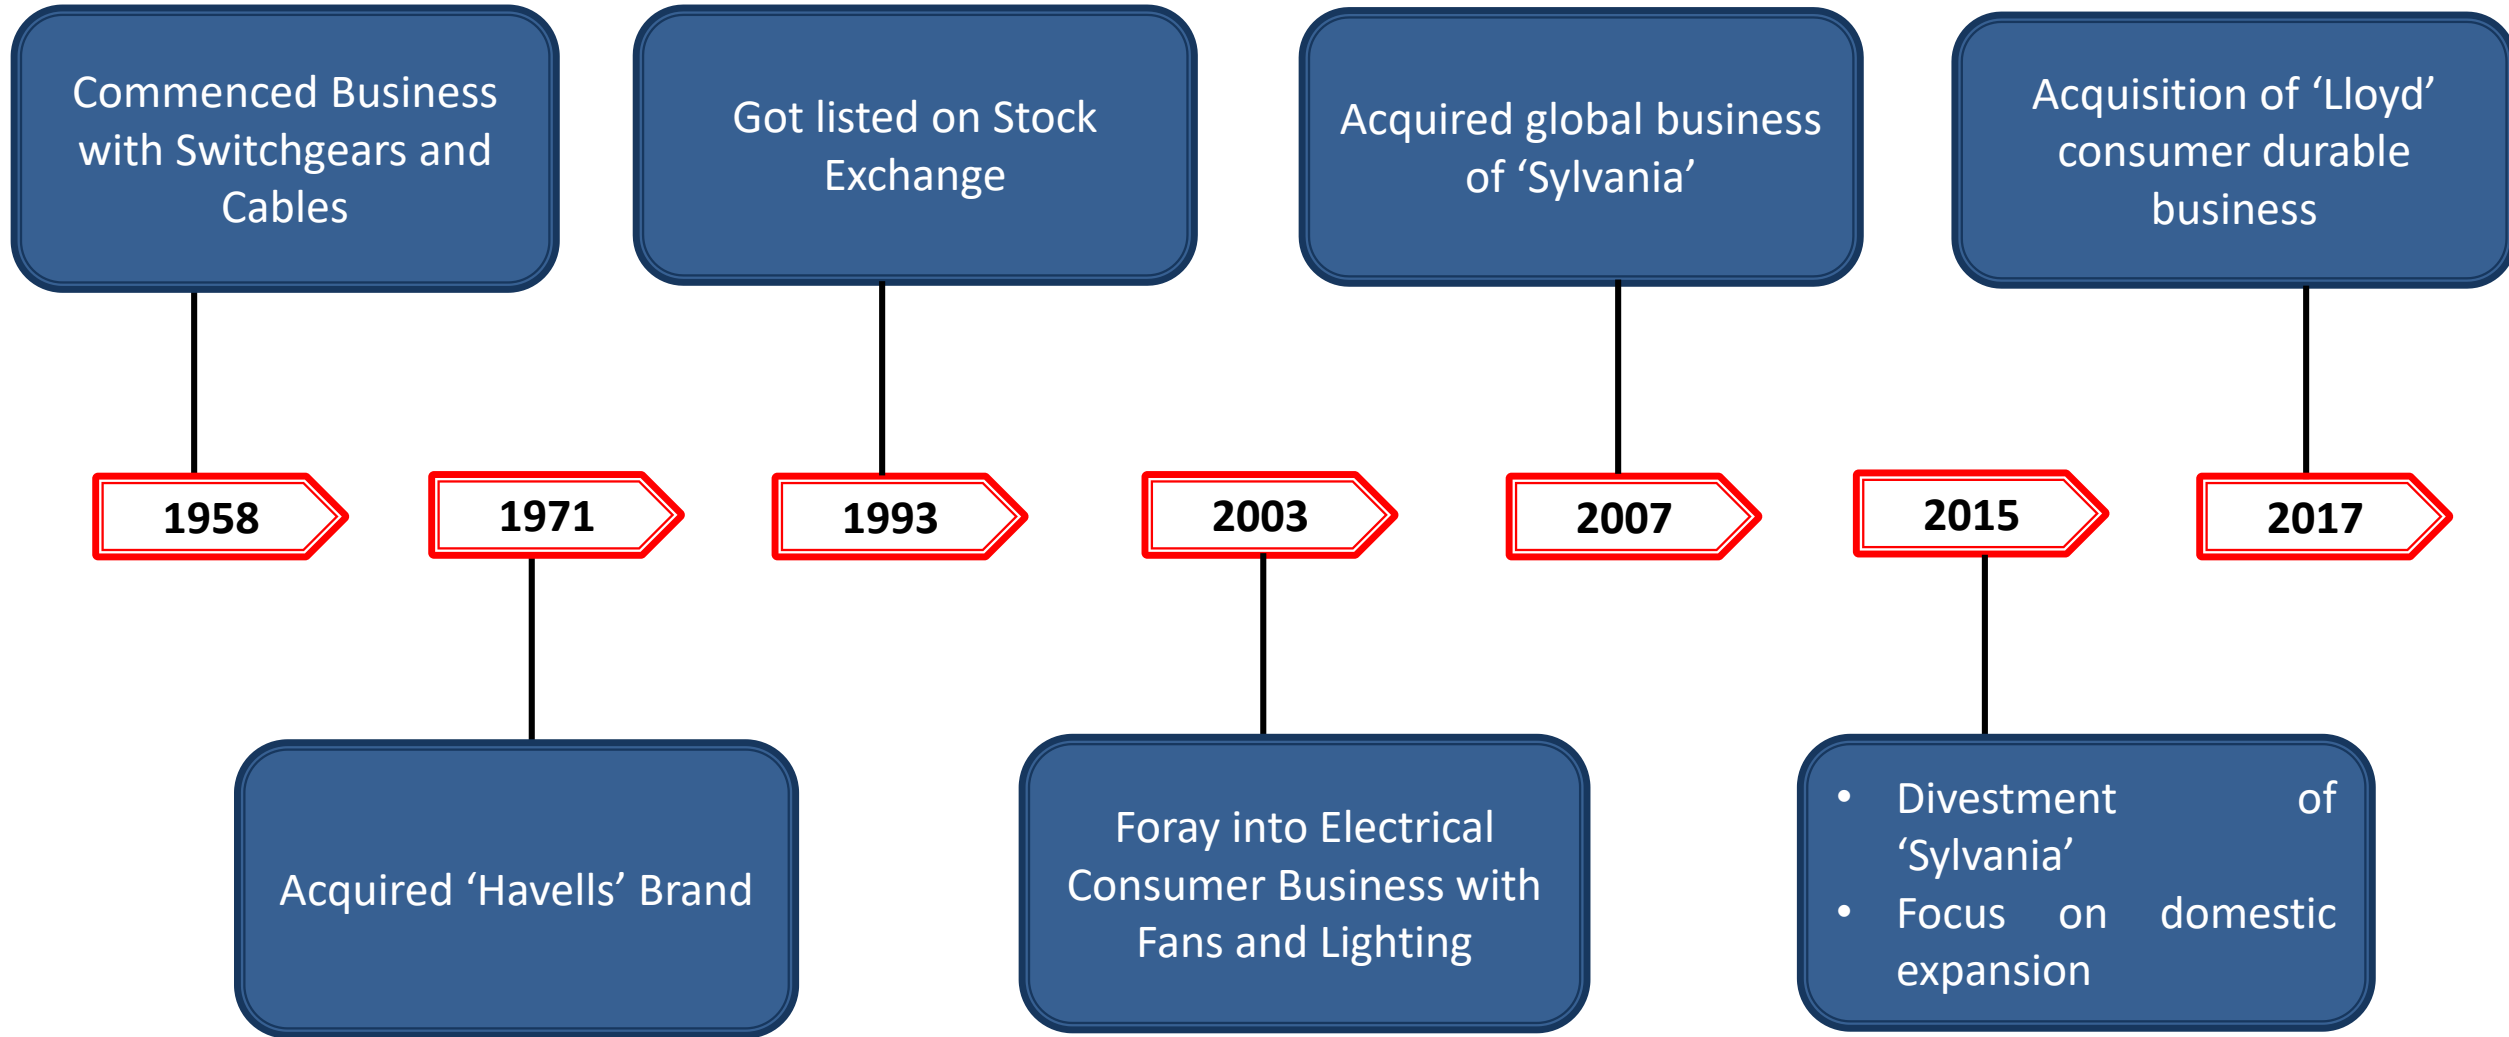 Commenced Business
with Switchgears and
Cables
Got listed on Stock
Exchange
Acquired global business
of ‘Sylvania’
Acquisition of ‘Lloyd’
consumer durable
business
1958
1971
1993
2003
2007
2015
2017
Acquired ‘Havells’ Brand
Foray into Electrical
Consumer Business with
Fans and Lighting
• Divestment of
‘Sylvania’
• Focus on domestic
expansion